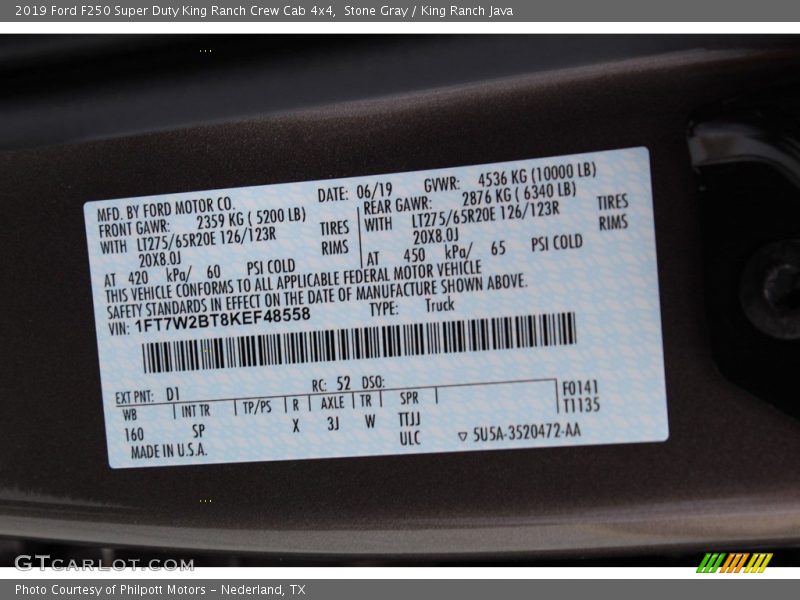 2019 Ford F250 Super Duty King Ranch Crew Cab 4x4, Stone Gray / King Ranch Java
MFD. BY FORD MOTOR CO. DATE: 06/19 GVWR: 4536 KG (10000 LB)
FRONT GAWR: 2359 KG ( 5200 LB) REAR GAWR: 2876 KG ( 6340 LB)
WITH LT275/65R20E 126/123R TIRES WITH LT275/65R20E 126/123R TIRES
20X8.0J RIMS 20X8.0J RIMS
AT 420 kPa/ 60 PSI COLD AT 450 kPa/ 65 PSI COLD
THIS VEHICLE CONFORMS TO ALL APPLICABLE FEDERAL MOTOR VEHICLE
SAFETY STANDARDS IN EFFECT ON THE DATE OF MANUFACTURE SHOWN ABOVE.
VIN: 1FT7W2BT8KEF48558 TYPE: Truck
EXT PNT: D1 RC: 52 DSO: F0141
WB INT TR TP/PS R AXLE TR SPR T1135
160 SP X 3J W TTJJ
ULC ▽ 5U5A-3520472-AA
MADE IN U.S.A.
GTCARLOT.COM
Photo Courtesy of Philpott Motors - Nederland, TX